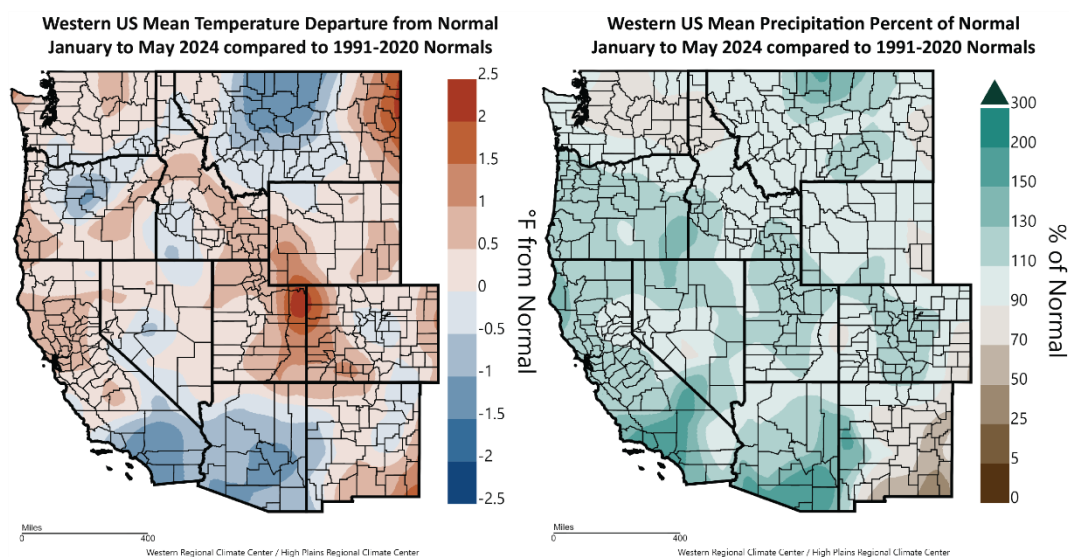 Western US Mean Temperature Departure from Normal
January to May 2024 compared to 1991-2020 Normals
2.5
2
1.5
1
0.5
0
-0.5
-1
-1.5
-2
-2.5
°F from Normal
Miles
0 400
Western Regional Climate Center / High Plains Regional Climate Center
Western US Mean Precipitation Percent of Normal
January to May 2024 compared to 1991-2020 Normals
300
200
150
130
110
90
70
50
25
5
0
% of Normal
Miles
0 400
Western Regional Climate Center / High Plains Regional Climate Center